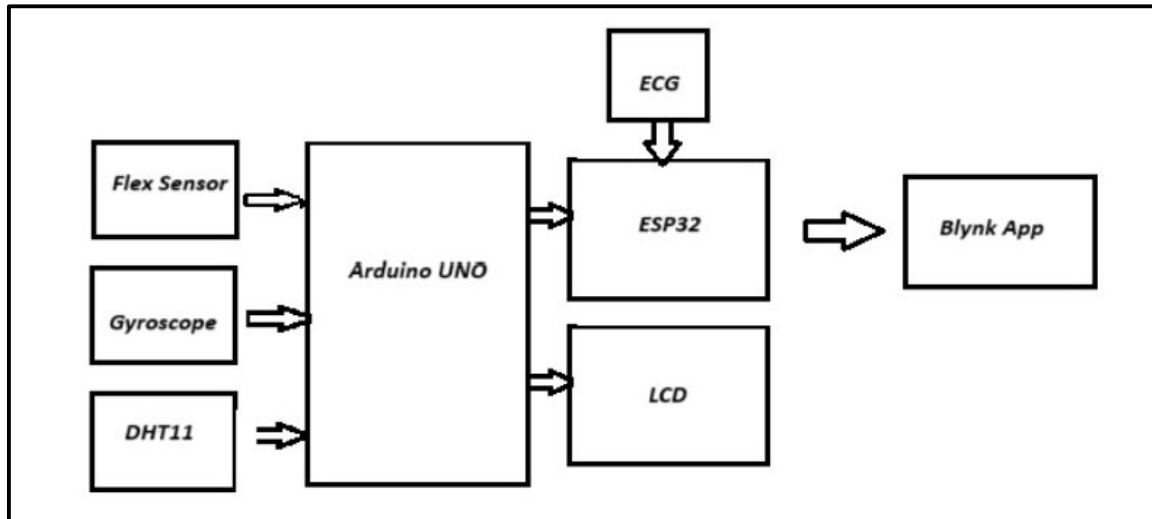 ECG
Flex Sensor
ESP32
Blynk App
Arduino UNO
Gyroscope
LCD
DHT11